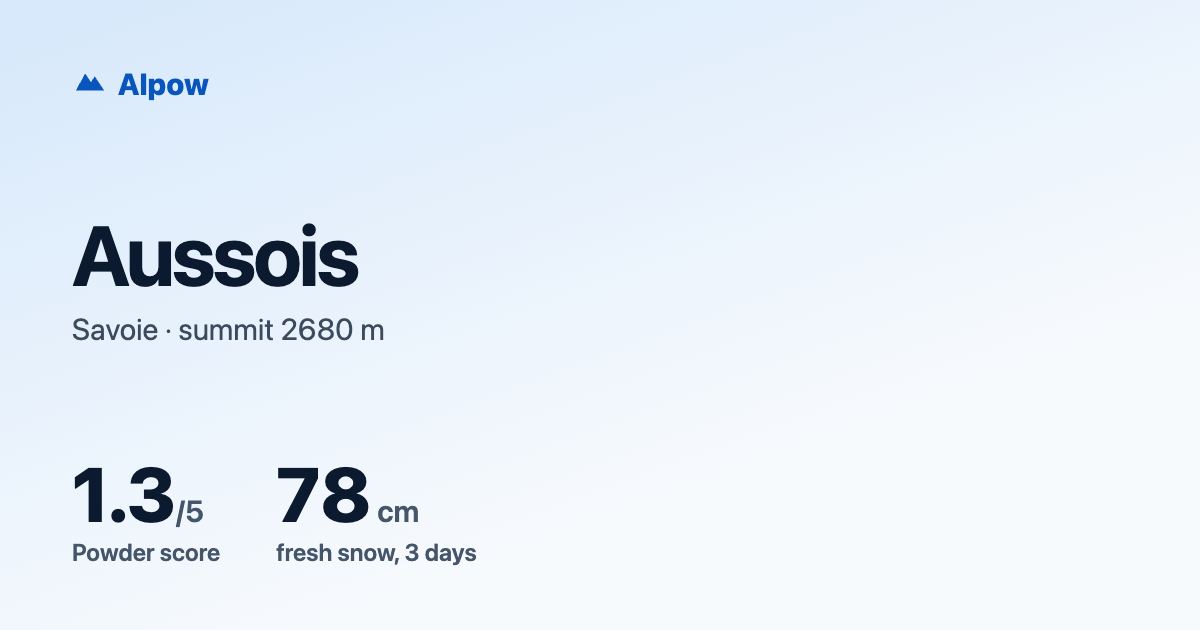 Alpow
Aussois
Savoie · summit 2680 m
1.3/5 78 cm
Powder score fresh snow, 3 days